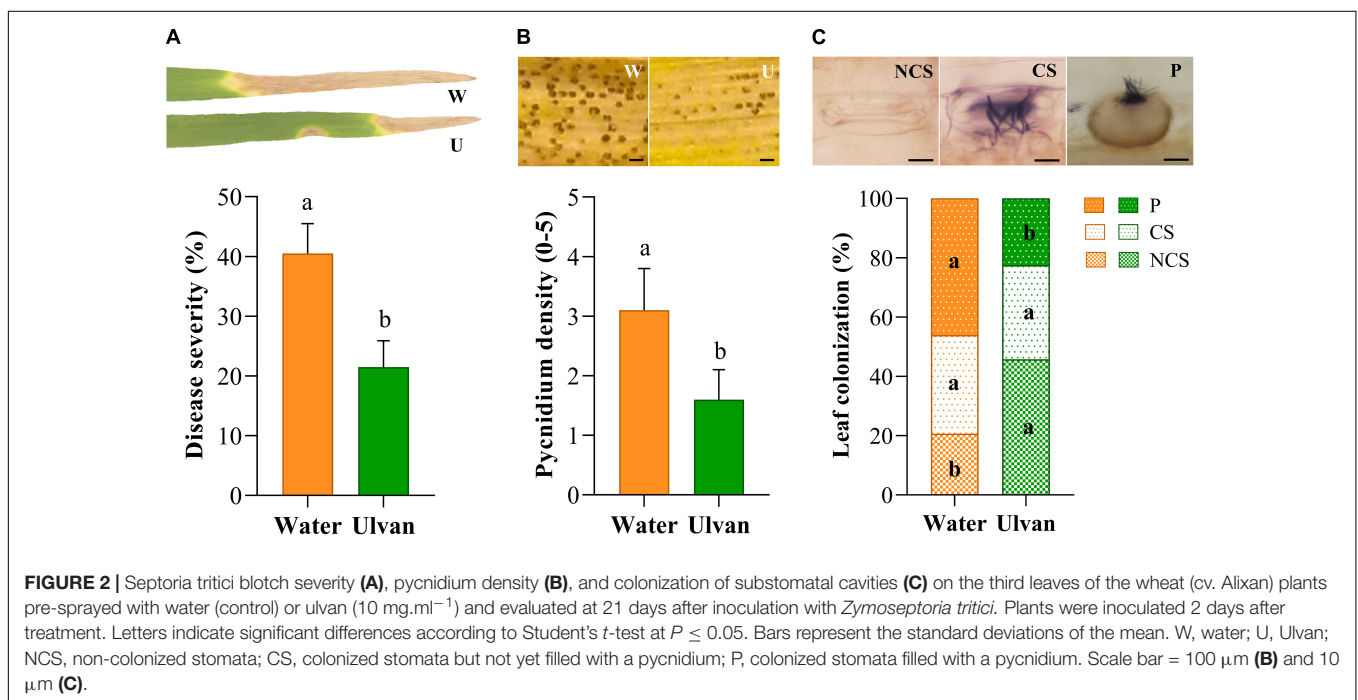 A
B
C
W
U
W
U
NCS
CS
P
50
40
30
20
10
0
Disease severity (%)
a
b
Water Ulvan
5
4
3
2
1
0
Pycnidium density (0-5)
a
b
Water Ulvan
100
80
60
40
20
0
Leaf colonization (%)
a
a
b
b
a
a
Water Ulvan
P
CS
NCS
FIGURE 2 | Septoria tritici blotch severity (A), pycnidium density (B), and colonization of substomatal cavities (C) on the third leaves of the wheat (cv. Alixan) plants
pre-sprayed with water (control) or ulvan (10 mg.ml⁻¹) and evaluated at 21 days after inoculation with Zymoseptoria tritici. Plants were inoculated 2 days after
treatment. Letters indicate significant differences according to Student's t-test at P ≤ 0.05. Bars represent the standard deviations of the mean. W, water; U, Ulvan;
NCS, non-colonized stomata; CS, colonized stomata but not yet filled with a pycnidium; P, colonized stomata filled with a pycnidium. Scale bar = 100 μm (B) and 10
μm (C).